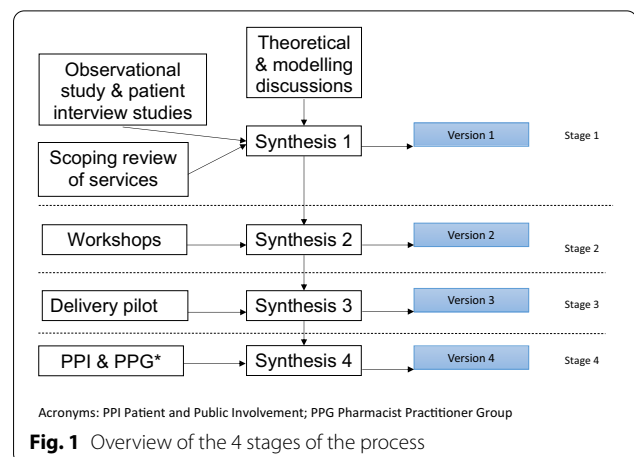 Theoretical
& modelling
discussions
Observational
study & patient
interview studies
Scoping review
of services
Synthesis 1
Version 1
Stage 1
Workshops
Synthesis 2
Version 2
Stage 2
Delivery pilot
Synthesis 3
Version 3
Stage 3
PPI & PPG*
Synthesis 4
Version 4
Stage 4
Acronyms: PPI Patient and Public Involvement; PPG Pharmacist Practitioner Group
Fig. 1 Overview of the 4 stages of the process